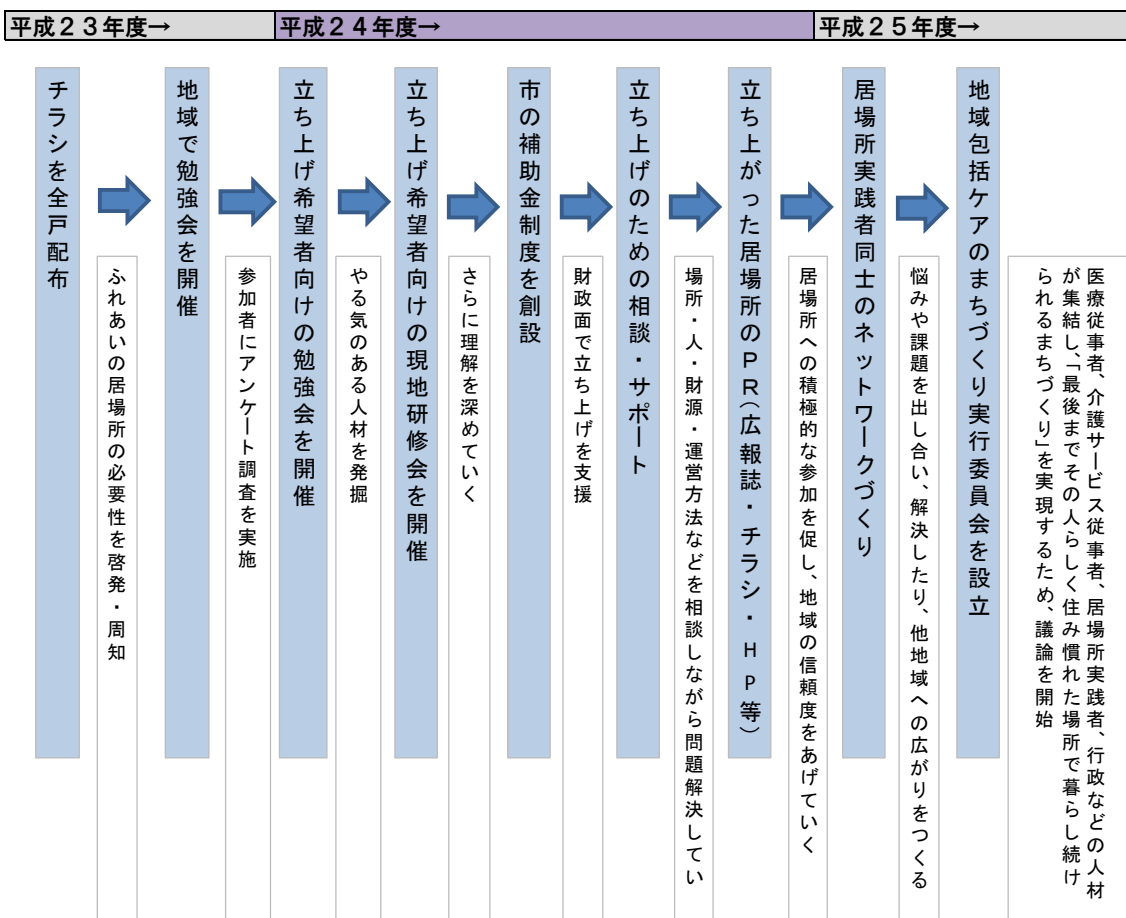 平成２３年度→
平成２４年度→
平成２５年度→
チラシを全戸配布
ふれあいの居場所の必要性を啓発・周知
地域で勉強会を開催
参加者にアンケート調査を実施
立ち上げ希望者向けの勉強会を開催
やる気のある人材を発掘
立ち上げ希望者向けの現地研修会を開催
さらに理解を深めていく
市の補助金制度を創設
財政面で立ち上げを支援
立ち上げのための相談・サポート
場所・人・財源・運営方法などを相談しながら問題解決してい
立ち上がった居場所のＰＲ（広報誌・チラシ・HP等）
居場所への積極的な参加を促し、地域の信頼度をあげていく
居場所実践者同士のネットワークづくり
悩みや課題を出し合い、解決したり、他地域への広がりをつくる
地域包括ケアのまちづくり実行委員会を設立
医療従事者、介護サービス従事者、居場所実践者、行政などの人材
が集結し、「最後までその人らしく住み慣れた場所で暮らし続け
られるまちづくり」を実現するため、議論を開始